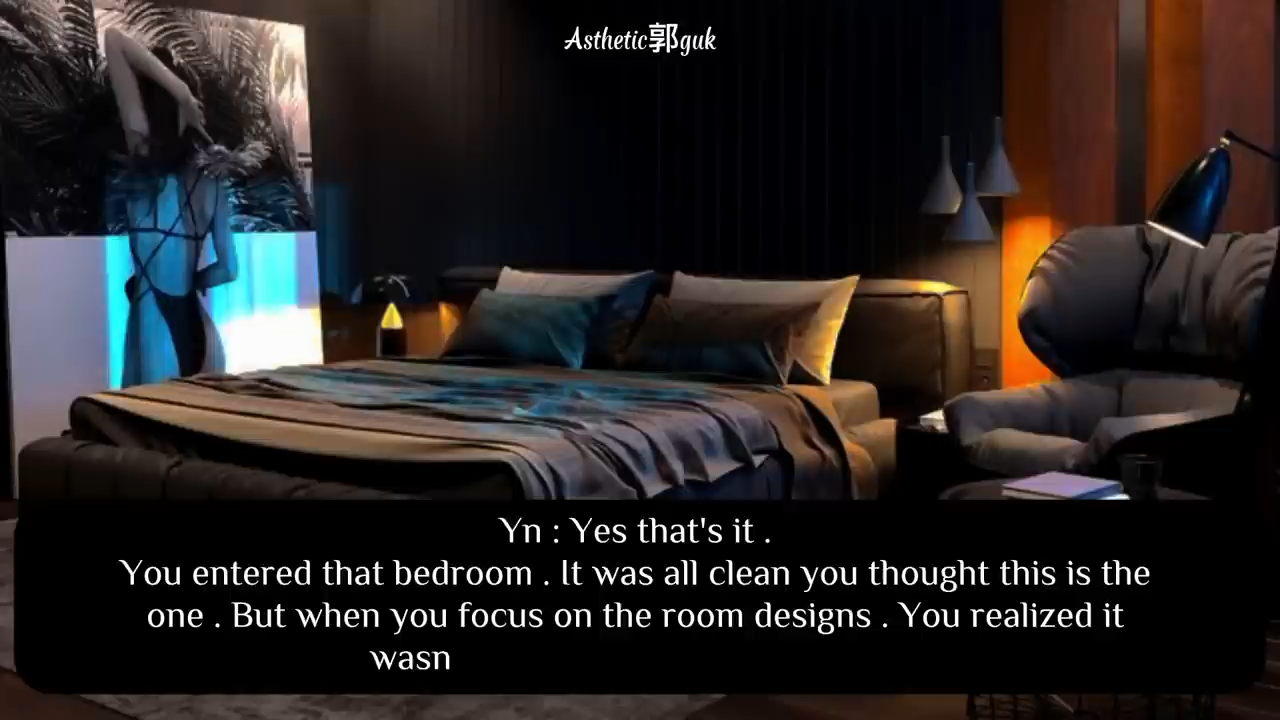 Asthetic郭guk
Yn : Yes that's it .
You entered that bedroom . It was all clean you thought this is the
one . But when you focus on the room designs . You realized it
wasn